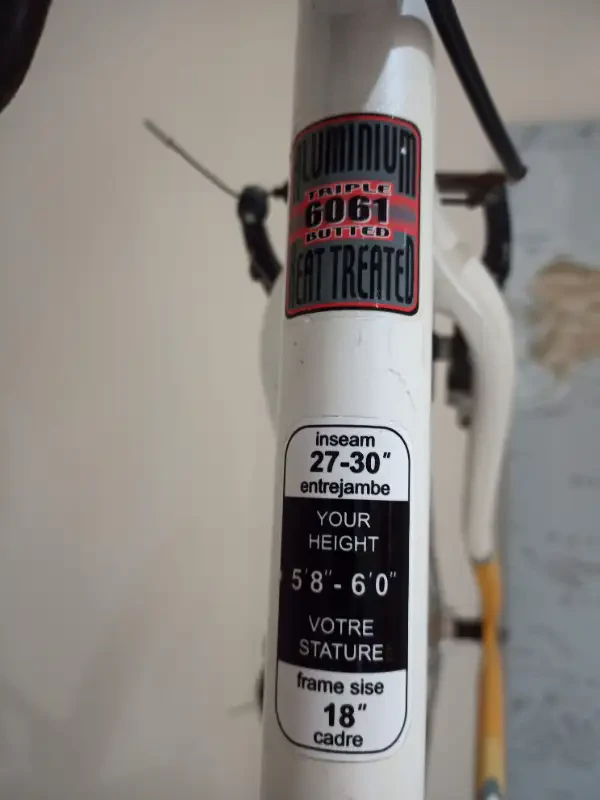 ALUMINIUM
TRIPLE
6061
BUTTED
HEAT TREATED
inseam
27-30"
entrejambe
YOUR
HEIGHT
5'8"- 6'0"
VOTRE
STATURE
frame sise
18"
cadre